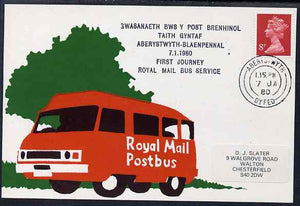 GWASANAETH BWS Y POST BRENHINOL
TAITH GYNTAF
ABERYSTWYTH-BLAENPENNAL
7.1.1980
FIRST JOURNEY
ROYAL MAIL BUS SERVICE
8P
ABERYSTWYTH
1.15 PM
7 JA
80
DYFED
Royal Mail
Postbus
D. J. SLATER
9 WALGROVE ROAD
WALTON
CHESTERFIELD
S40 2DW